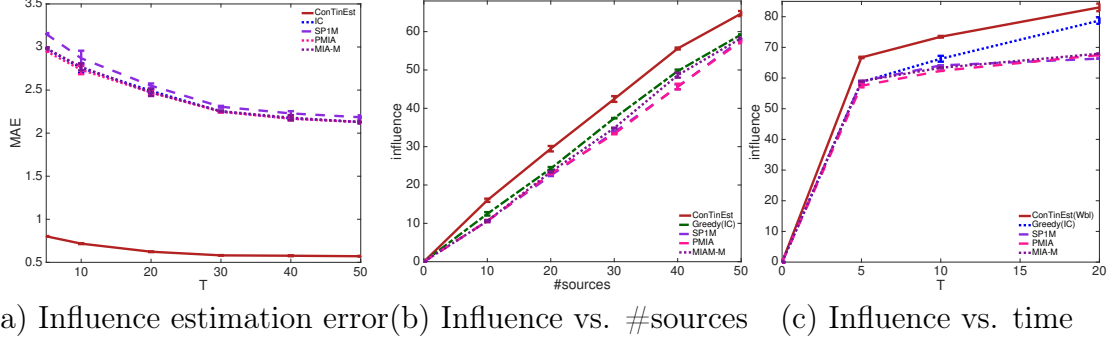 3.5
3
2.5
2
1.5
1
0.5
MAE
10
20
30
40
50
T
ConTinEst
IC
SP1M
PMIA
MIA-M
60
50
40
30
20
10
0
influence
0
10
20
30
40
50
#sources
ConTinEst
Greedy(IC)
SP1M
PMIA
MIAM-M
80
70
60
50
40
30
20
10
0
influence
0
5
10
15
20
T
ConTinEst(Wbl)
Greedy(IC)
SP1M
PMIA
MIA-M
a) Influence estimation error
(b) Influence vs. #sources
(c) Influence vs. time